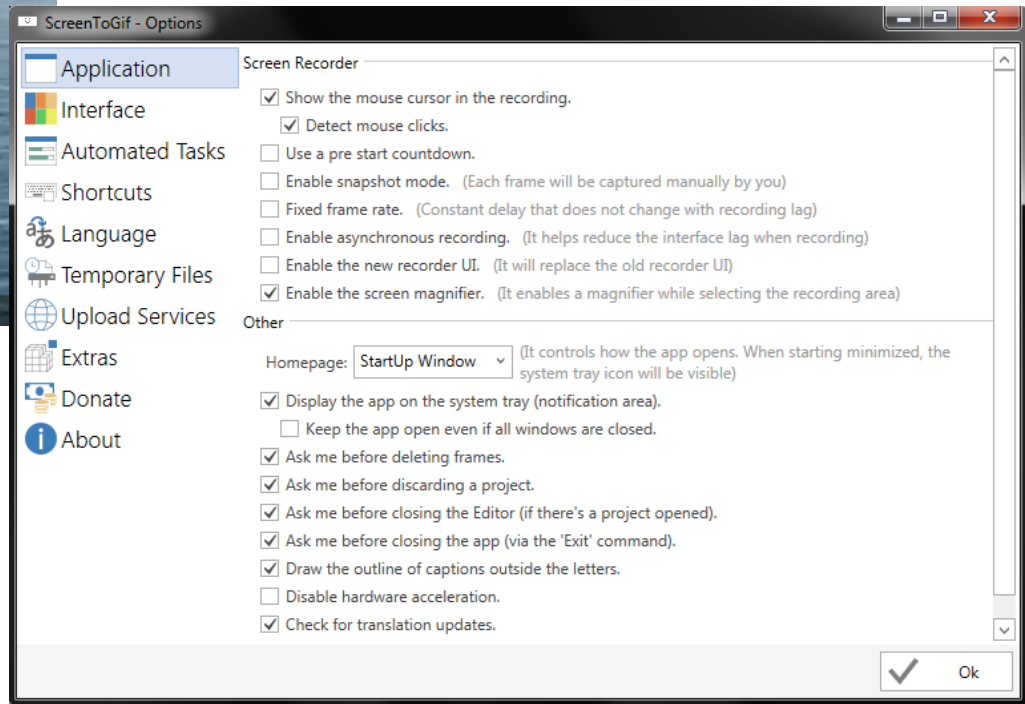 ScreenToGif - Options
Application
Interface
Automated Tasks
Shortcuts
Language
Temporary Files
Upload Services
Extras
Donate
About
Screen Recorder
Show the mouse cursor in the recording.
Detect mouse clicks.
Use a pre start countdown.
Enable snapshot mode. (Each frame will be captured manually by you)
Fixed frame rate. (Constant delay that does not change with recording lag)
Enable asynchronous recording. (It helps reduce the interface lag when recording)
Enable the new recorder UI. (It will replace the old recorder UI)
Enable the screen magnifier. (It enables a magnifier while selecting the recording area)
Other
Homepage: StartUp Window (It controls how the app opens. When starting minimized, the
system tray icon will be visible)
Display the app on the system tray (notification area).
Keep the app open even if all windows are closed.
Ask me before deleting frames.
Ask me before discarding a project.
Ask me before closing the Editor (if there's a project opened).
Ask me before closing the app (via the 'Exit' command).
Draw the outline of captions outside the letters.
Disable hardware acceleration.
Check for translation updates.
Ok